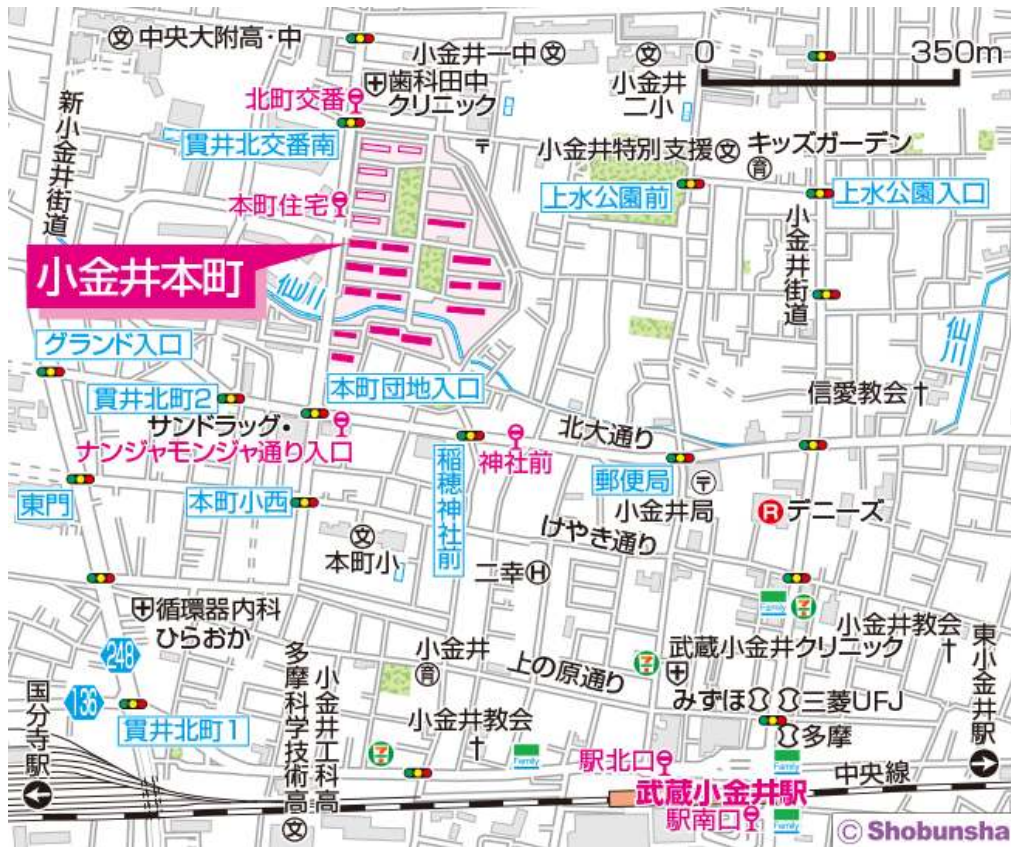 中央大附高・中
小金井一中
小金井
二小
0 350m
歯科田中
クリニック
北町交番
貫井北交番南
新小金井街道
〒
小金井特別支援
キッズガーデン
育
上水公園前
上水公園入口
本町住宅
小金井街道
小金井本町
仙川
仙川
グランド入口
本町団地入口
貫井北町2
信愛教会
サンドラッグ・
ナンジャモンジャ通り入口
北大通り
神社前
稲穂神社前
郵便局
〒
小金井局
東門
本町小西
R デニーズ
けやき通り
文
本町小
二幸 H
循環器内科
ひらおか
Family
7
小金井教会
248
136
多摩科学技術高
小金井工科高
文
小金井
育
上の原通り
7
武蔵小金井クリニック
東小金井駅
国分寺駅
みずほ
三菱UFJ
多摩
貫井北町1
小金井教会
7
Family
駅北口
Family
中央線
武蔵小金井駅
駅南口
Family
© Shobunsha